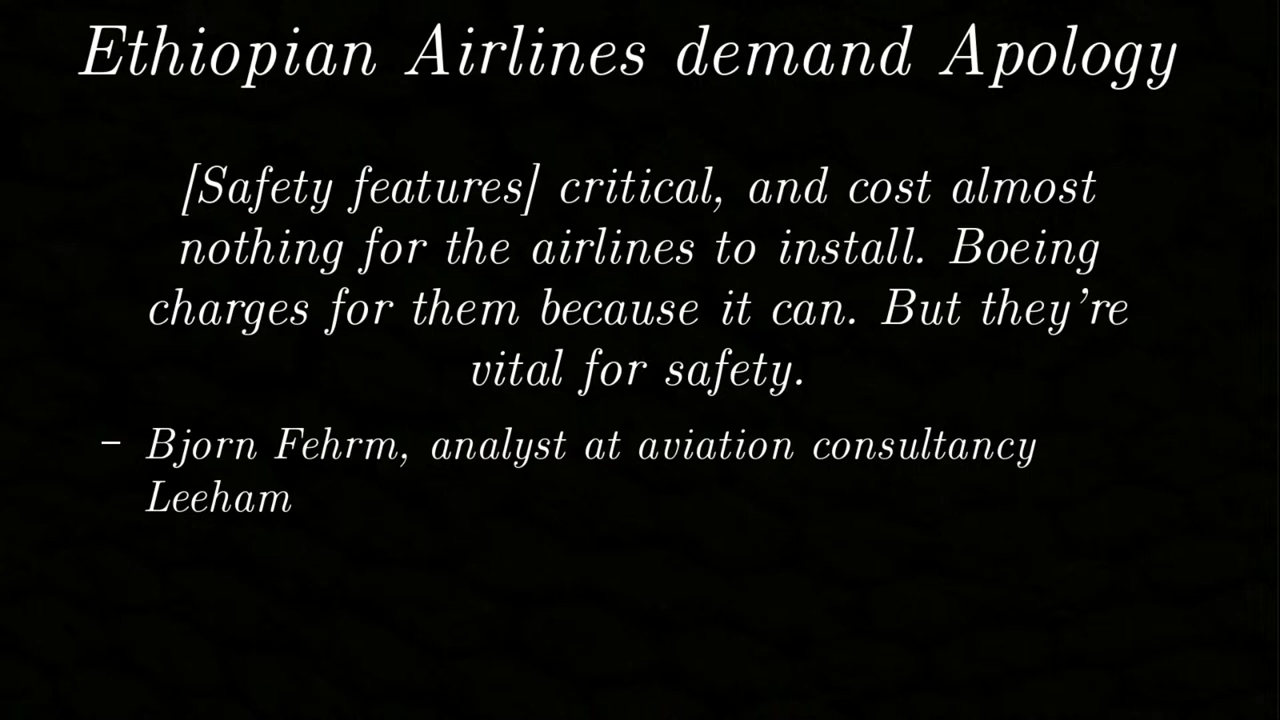 Ethiopian Airlines demand Apology
[Safety features] critical, and cost almost
nothing for the airlines to install. Boeing
charges for them because it can. But they're
vital for safety.
– Bjorn Fehrm, analyst at aviation consultancy
Leeham